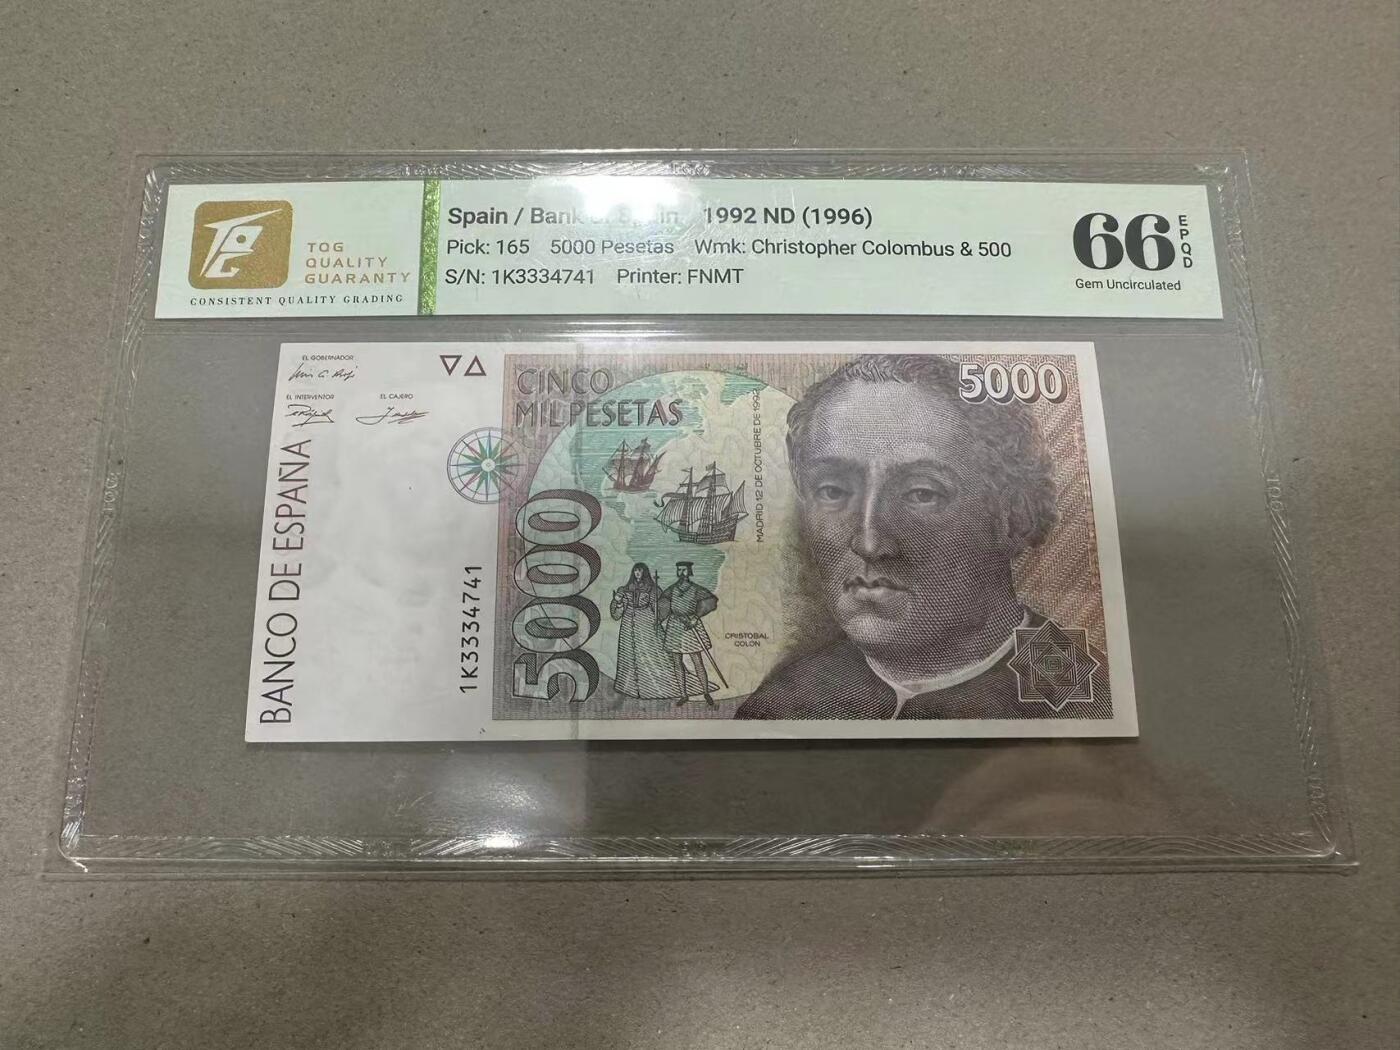 TQG
QUALITY
GUARANTY
CONSISTENT QUALITY GRADING
Spain / Bank of Spain 1992 ND (1996)
Pick: 165 5000 Pesetas Wmk: Christopher Colombus & 500
S/N: 1K3334741 Printer: FNMT
66
EPQD
Gem Uncirculated
EL GOBERNADOR
EL INTERVENTOR
EL CAJERO
BANCO DE ESPAÑA
1K3334741
CINCO
MIL PESETAS
5000
MADRID 12 DE OCTUBRE DE 1992
CRISTOBAL
COLON
5000